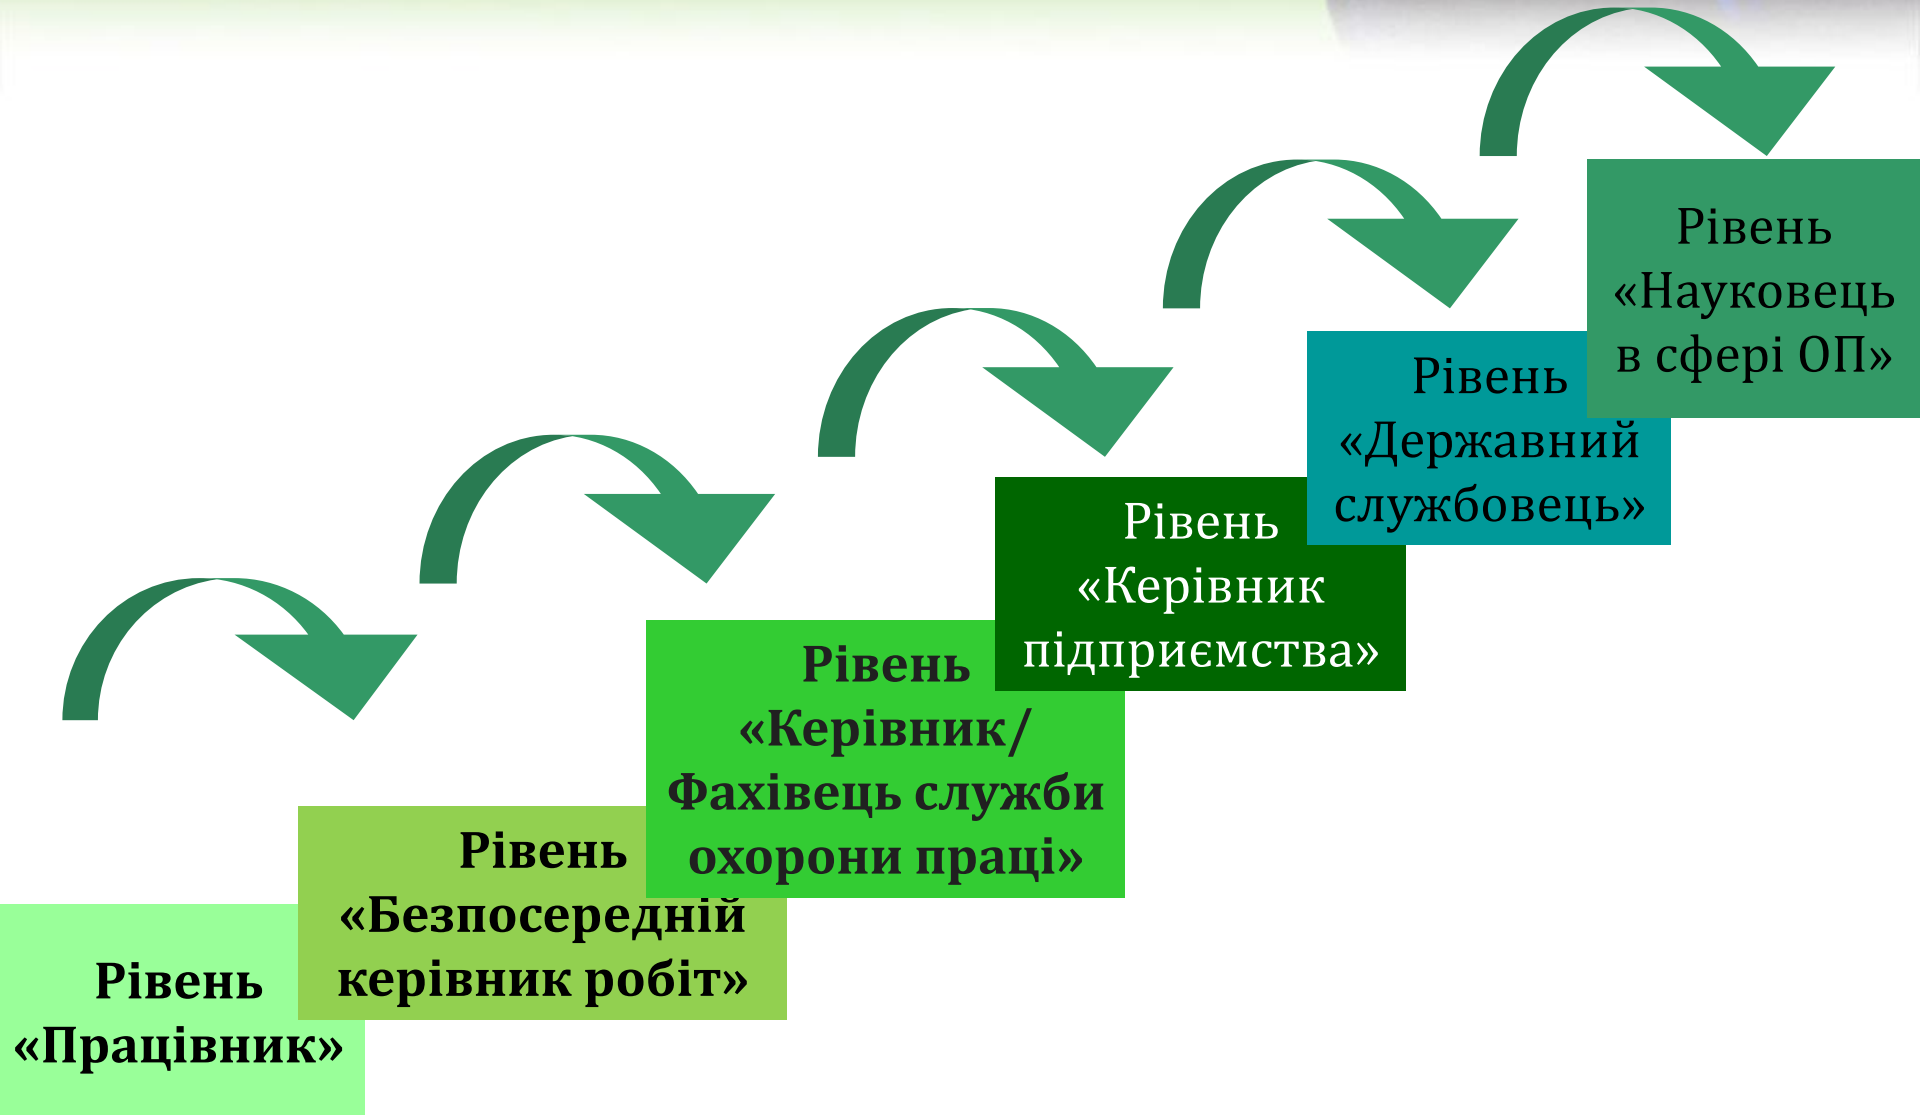 Рівень
«Науковець
в сфері ОП»
Рівень
«Державний
службовець»
Рівень
«Керівник
підприємства»
Рівень
«Керівник/
Фахівець служби
охорони праці»
Рівень
«Безпосередній
керівник робіт»
Рівень
«Працівник»